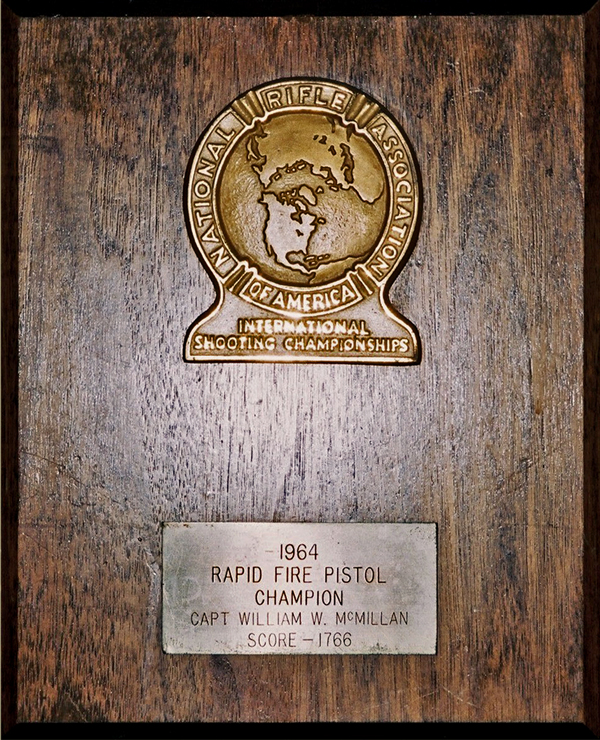 NATIONAL RIFLE ASSOCIATION
OF AMERICA
INTERNATIONAL
SHOOTING CHAMPIONSHIPS
1964
RAPID FIRE PISTOL
CHAMPION
CAPT WILLIAM W. McMILLAN
SCORE – 1766